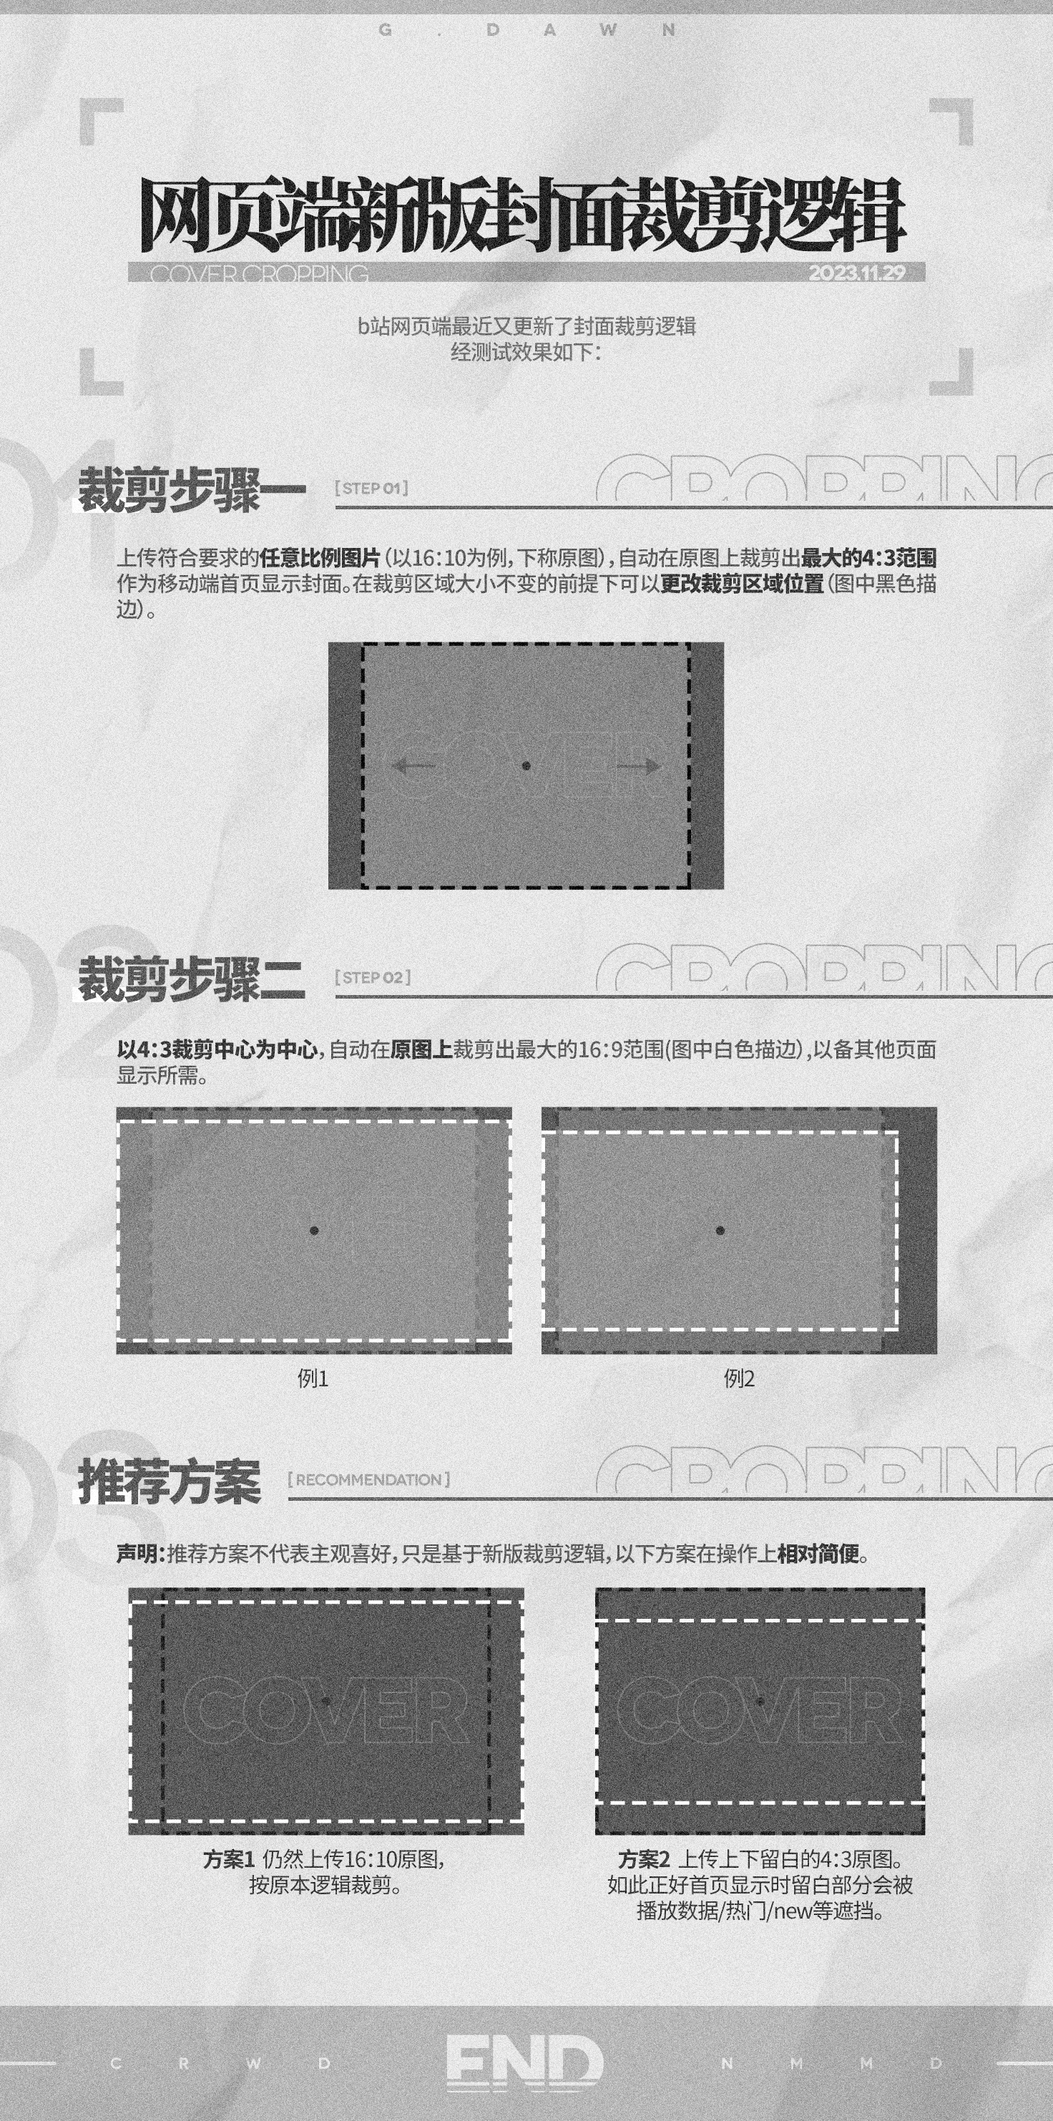 G . DAWN
网页端新版封面裁剪逻辑
COVER CROPPING
2023.11.29
b站网页端最近又更新了封面裁剪逻辑
经测试效果如下：
01
裁剪步骤一
[STEP 01]
CROPPING
上传符合要求的任意比例图片（以16：10为例，下称原图），自动在原图上裁剪出最大的4：3范围
作为移动端首页显示封面。在裁剪区域大小不变的前提下可以更改裁剪区域位置（图中黑色描
边）。
COVER
02
裁剪步骤二
[STEP 02]
CROPPING
以4：3裁剪中心为中心，自动在原图上裁剪出最大的16：9范围(图中白色描边）,以备其他页面
显示所需。
例1
例2
03
推荐方案
[RECOMMENDATION]
CROPPING
声明：推荐方案不代表主观喜好，只是基于新版裁剪逻辑，以下方案在操作上相对简便。
COVER
COVER
方案1 仍然上传16：10原图，
按原本逻辑裁剪。
方案2 上传上下留白的4：3原图。
如此正好首页显示时留白部分会被
播放数据/热门/new等遮挡。
CRWD
END
NMMD